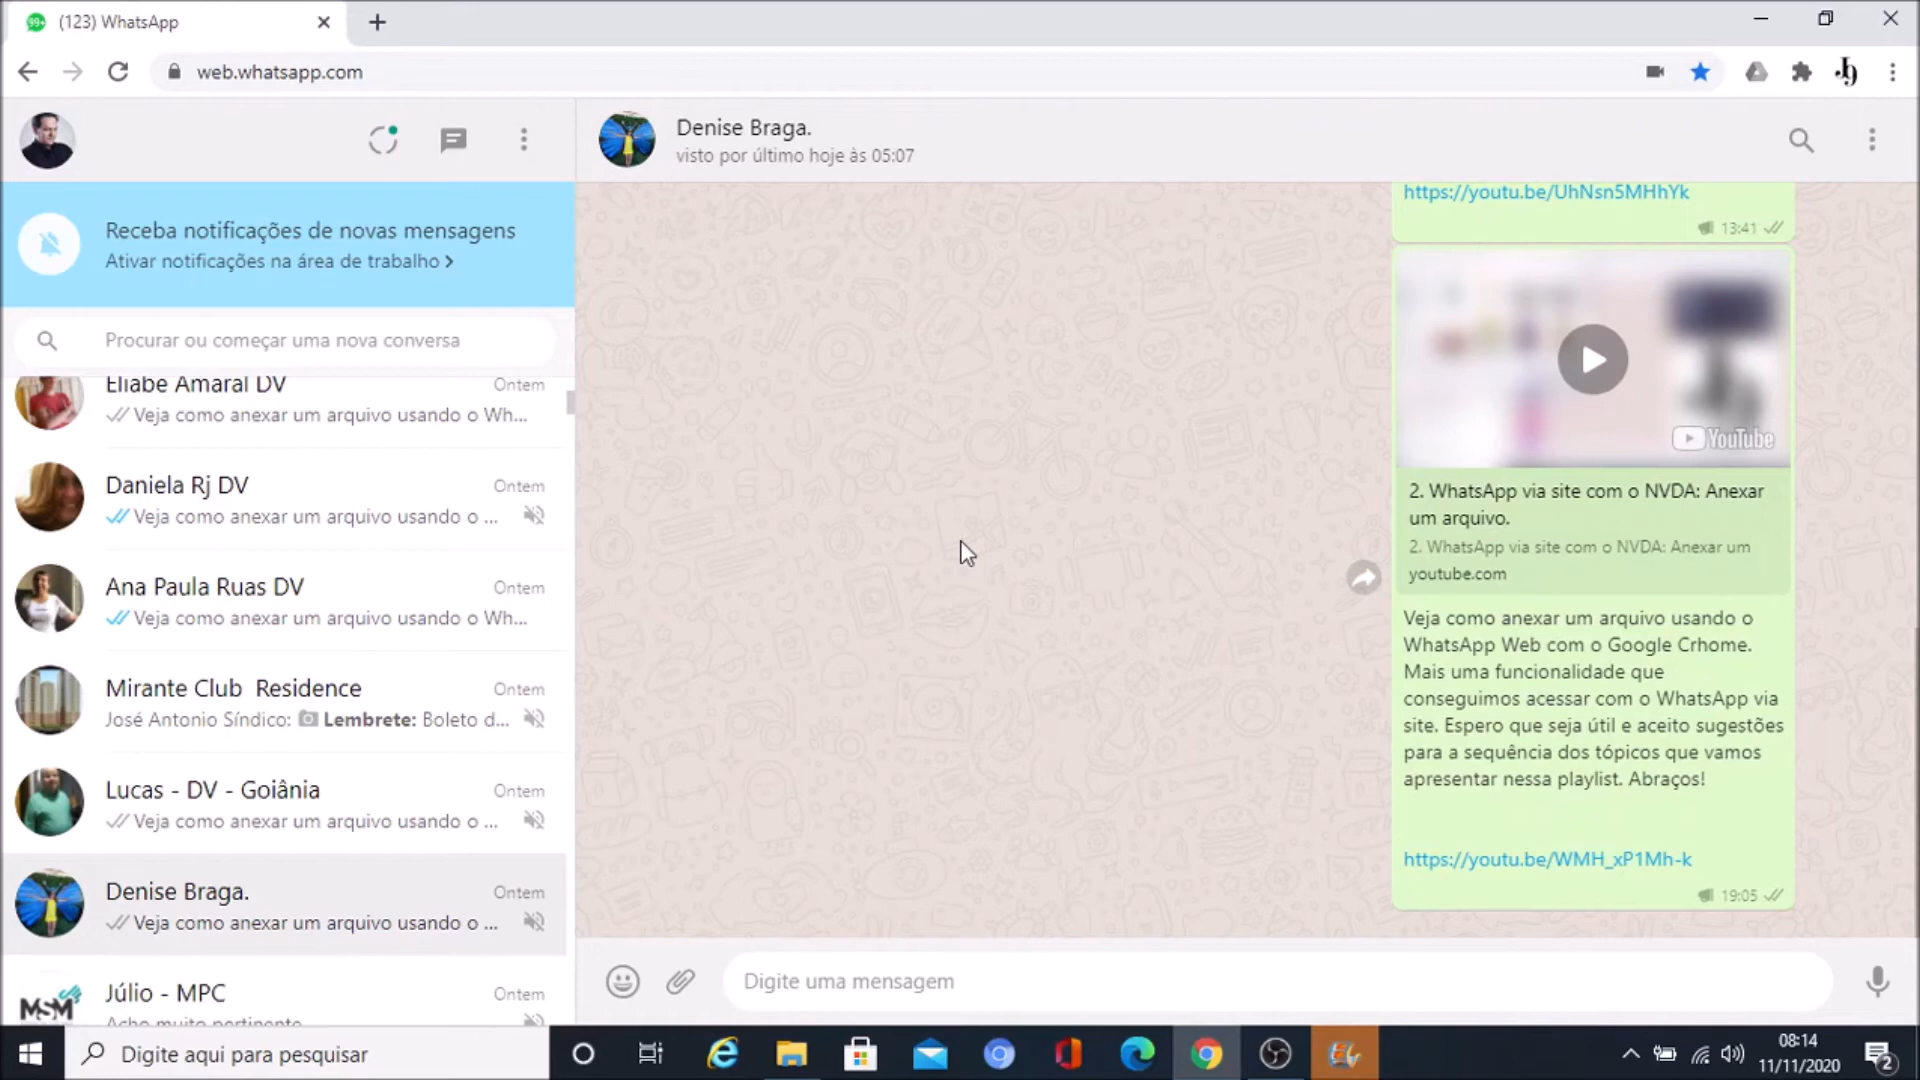 99+ (123) WhatsApp
web.whatsapp.com
Denise Braga.
visto por último hoje às 05:07
Receba notificações de novas mensagens
Ativar notificações na área de trabalho
Procurar ou começar uma nova conversa
Eliabe Amaral DV Ontem
Veja como anexar um arquivo usando o Wh...
Daniela Rj DV Ontem
Veja como anexar um arquivo usando o ...
Ana Paula Ruas DV Ontem
Veja como anexar um arquivo usando o Wh...
Mirante Club Residence Ontem
José Antonio Síndico: Lembrete: Boleto d...
Lucas - DV - Goiânia Ontem
Veja como anexar um arquivo usando o ...
Denise Braga. Ontem
Veja como anexar um arquivo usando o ...
MSM
Júlio - MPC Ontem
Acho muito pertinente
https://youtu.be/UhNsn5MHhYk
13:41
YouTube
2. WhatsApp via site com o NVDA: Anexar
um arquivo.
2. WhatsApp via site com o NVDA: Anexar um
youtube.com
Veja como anexar um arquivo usando o
WhatsApp Web com o Google Crhome.
Mais uma funcionalidade que
conseguimos acessar com o WhatsApp via
site. Espero que seja útil e aceito sugestões
para a sequência dos tópicos que vamos
apresentar nessa playlist. Abraços!
https://youtu.be/WMH_xP1Mh-k
19:05
Digite uma mensagem
Digite aqui para pesquisar
08:14
11/11/2020
2